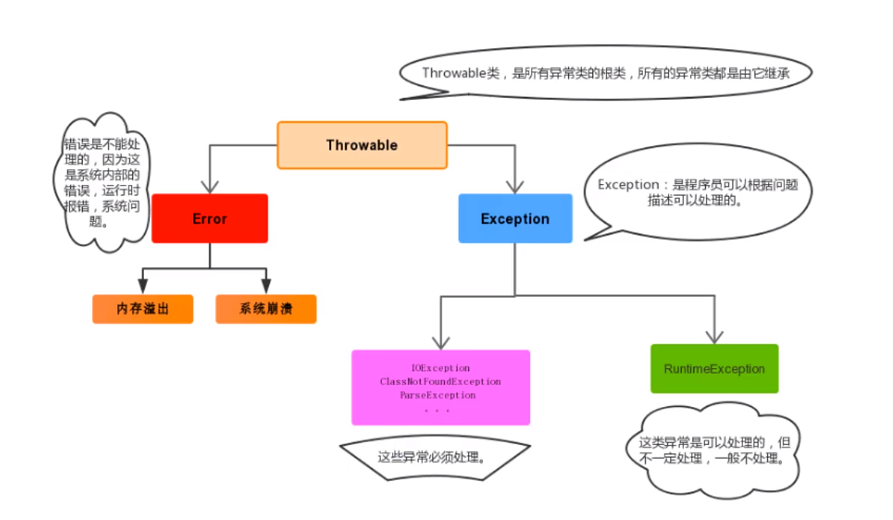 Throwable类，是所有异常类的根类，所有的异常类都是由它继承
错误是不能处
理的，因为这
是系统内部的
错误，运行时
报错，系统问
题。
Throwable
Exception：是程序员可以根据问题
描述可以处理的。
Error
Exception
内存溢出
系统崩溃
IOException
ClassNotFoundException
ParseException
. . .
RuntimeException
这些异常必须处理。
这类异常是可以处理的，但
不一定处理，一般不处理。